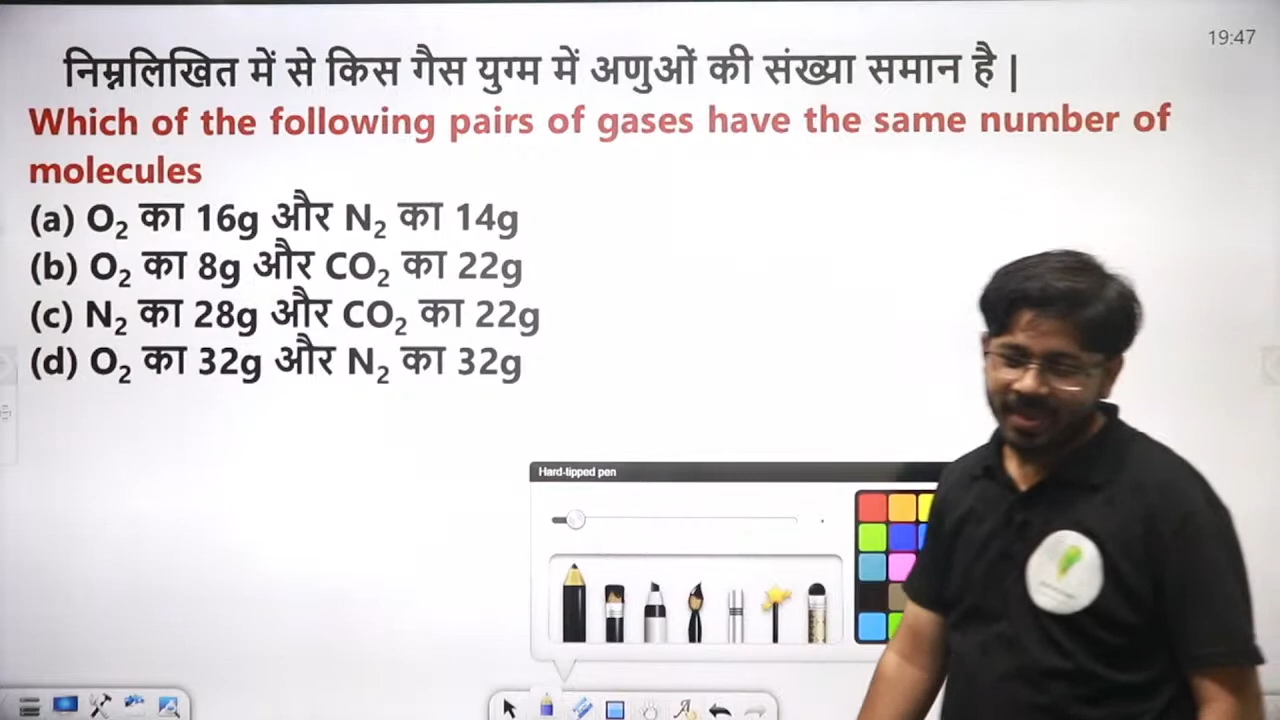 19:47
निम्नलिखित में से किस गैस युग्म में अणुओं की संख्या समान है |
Which of the following pairs of gases have the same number of
molecules
(a) O₂ का 16g और N₂ का 14g
(b) O₂ का 8g और CO₂ का 22g
(c) N₂ का 28g और CO₂ का 22g
(d) O₂ का 32g और N₂ का 32g
Hard-tipped pen